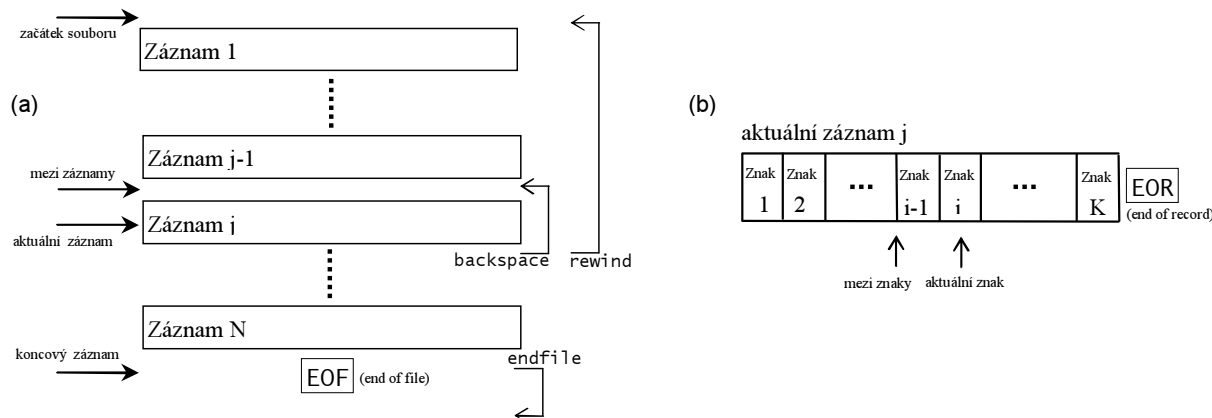 (a)
začátek souboru
Záznam 1
Záznam j-1
mezi záznamy
Záznam j
aktuální záznam
backspace
rewind
Záznam N
endfile
koncový záznam
EOF (end of file)
(b)
aktuální záznam j
Znak 1
Znak 2
...
Znak i-1
Znak i
...
Znak K
EOR
(end of record)
mezi znaky
aktuální znak